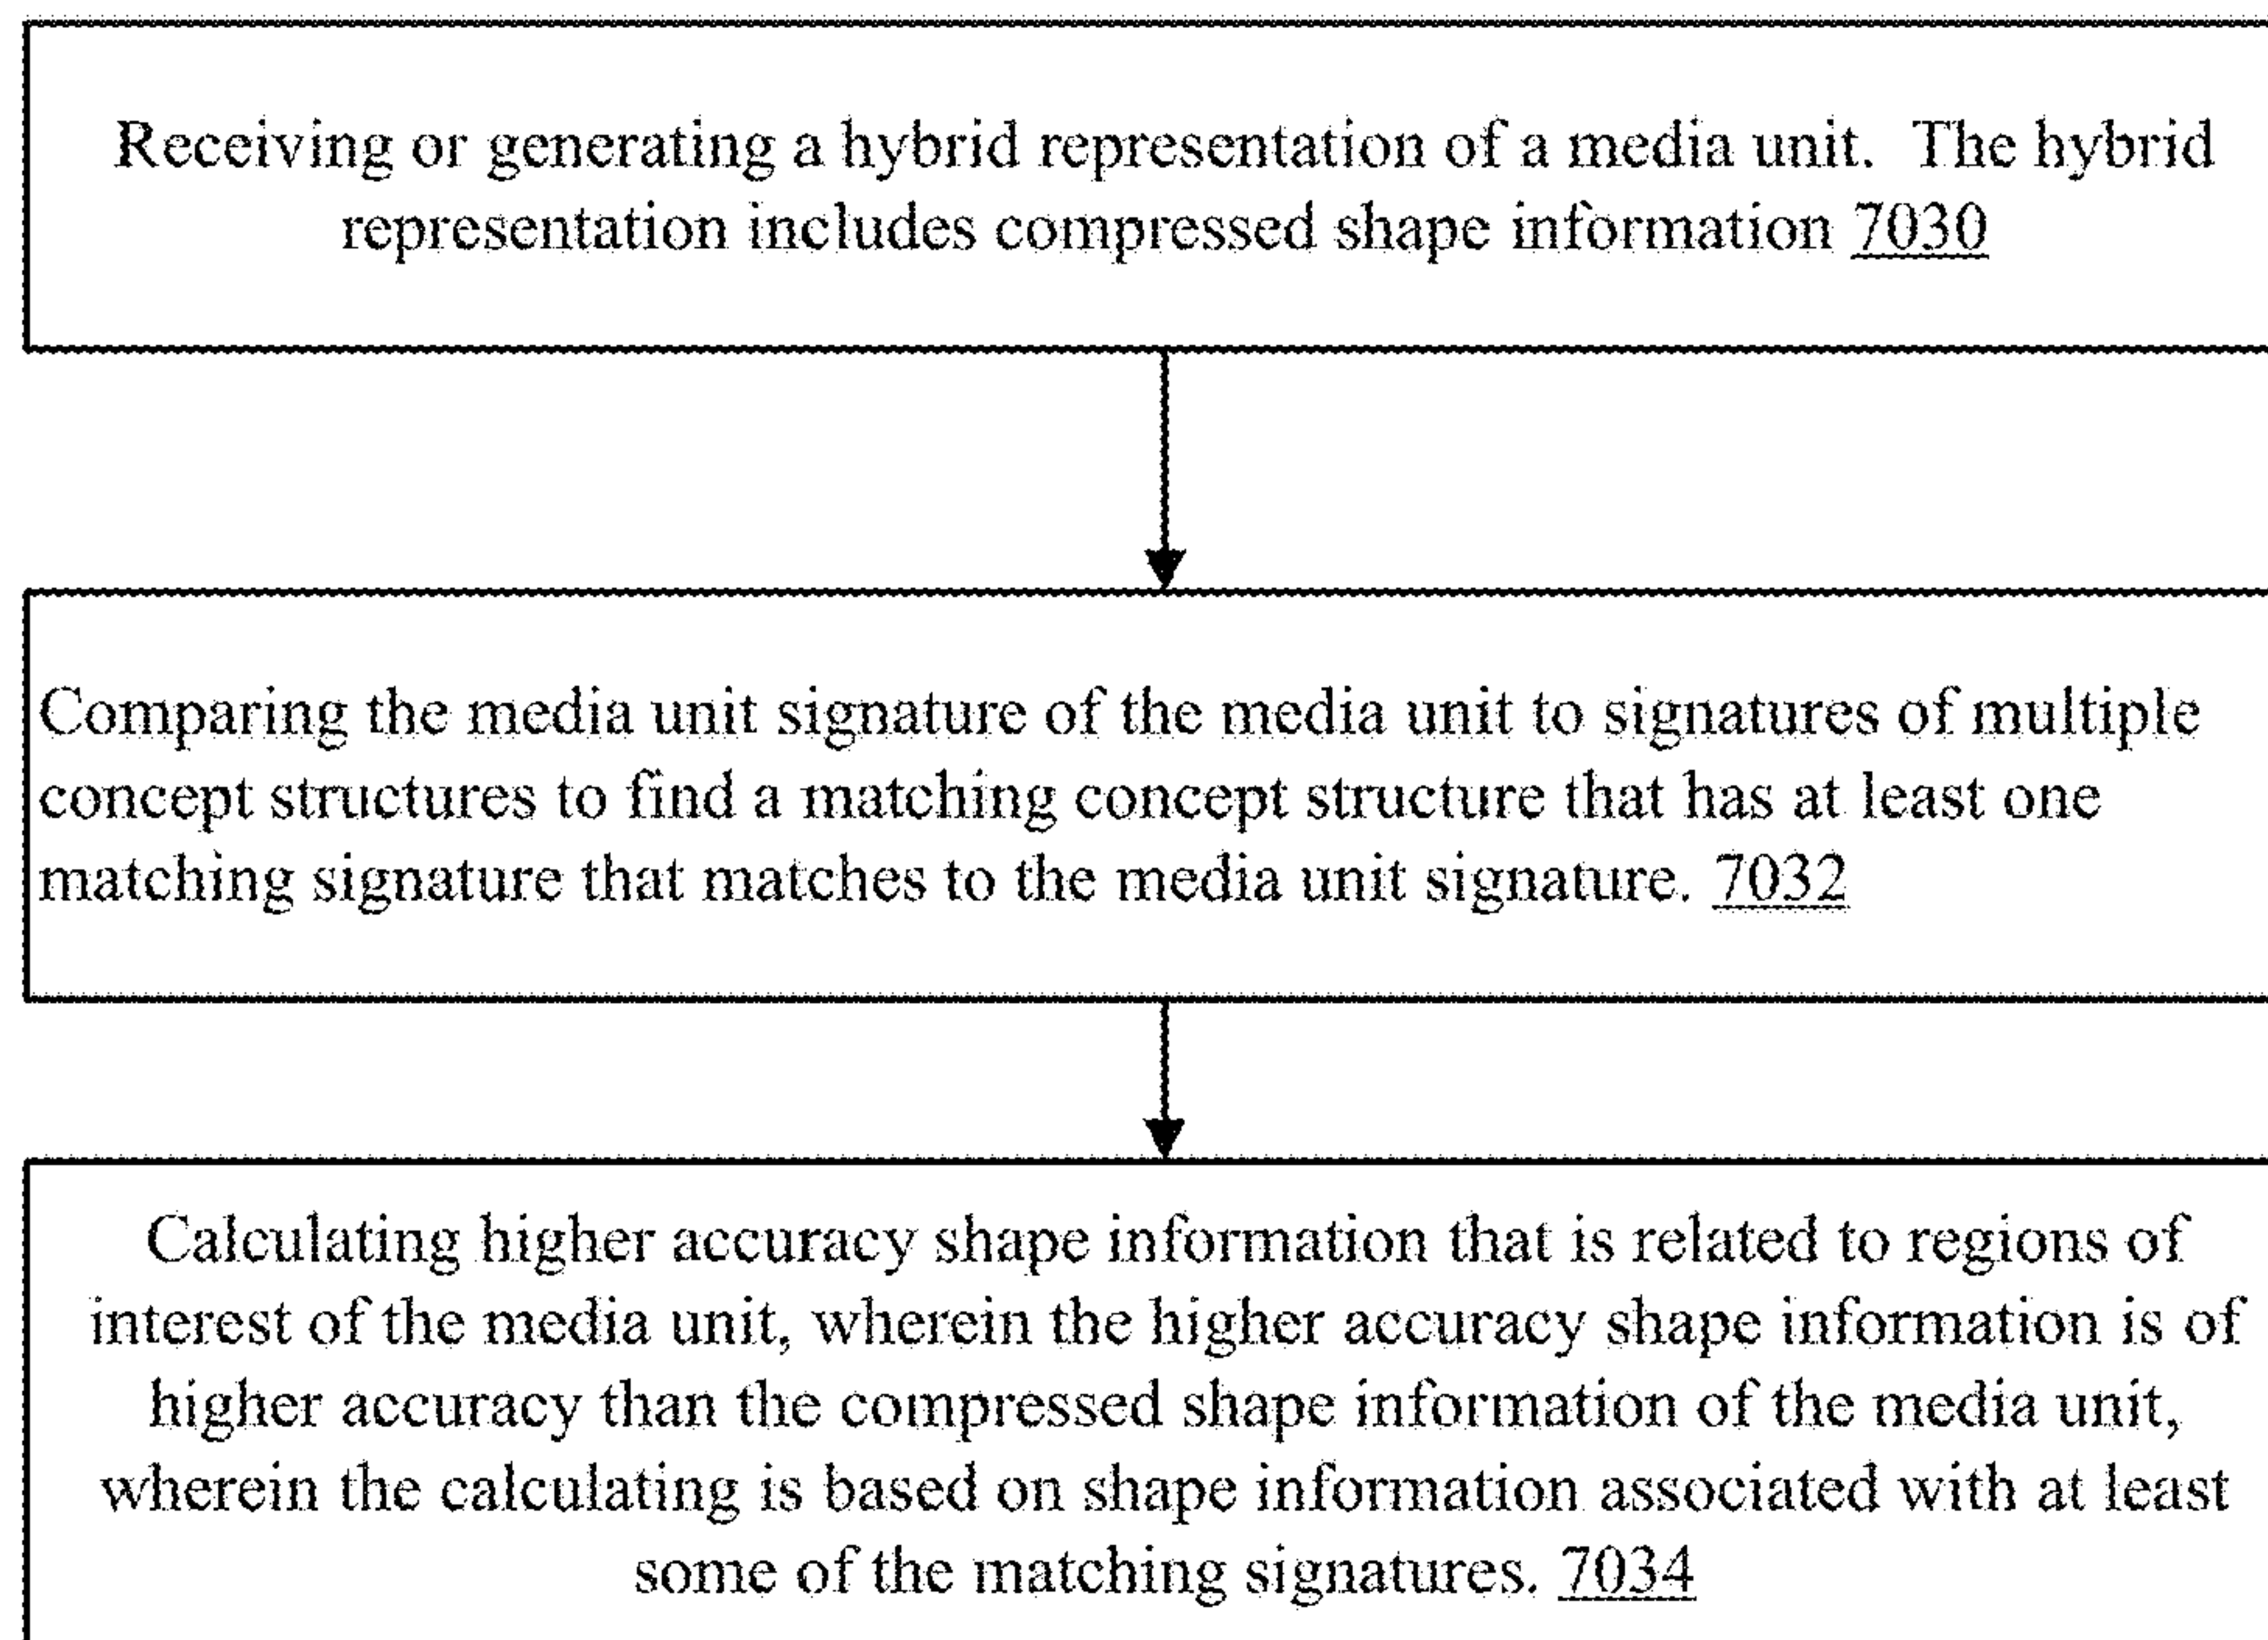 Receiving or generating a hybrid representation of a media unit. The hybrid
representation includes compressed shape information 7030
Comparing the media unit signature of the media unit to signatures of multiple
concept structures to find a matching concept structure that has at least one
matching signature that matches to the media unit signature. 7032
Calculating higher accuracy shape information that is related to regions of
interest of the media unit, wherein the higher accuracy shape information is of
higher accuracy than the compressed shape information of the media unit,
wherein the calculating is based on shape information associated with at least
some of the matching signatures. 7034